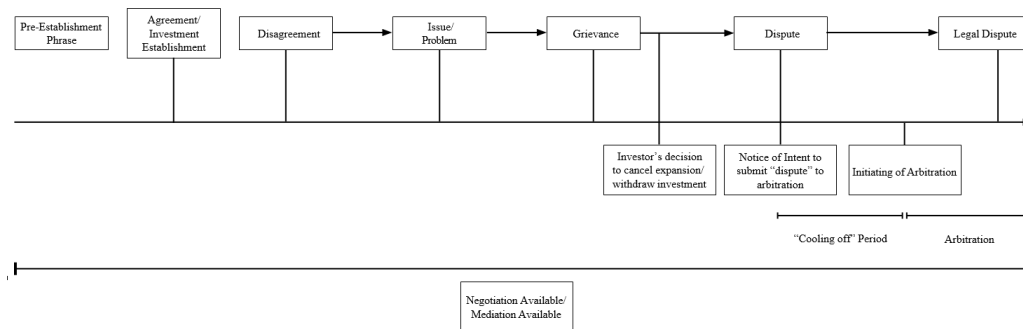 Pre-Establishment
Phrase
Agreement/
Investment
Establishment
Disagreement
Issue/
Problem
Grievance
Dispute
Legal Dispute
Investor's decision
to cancel expansion/
withdraw investment
Notice of Intent to
submit "dispute" to
arbitration
Initiating of Arbitration
"Cooling off" Period
Arbitration
Negotiation Available/
Mediation Available